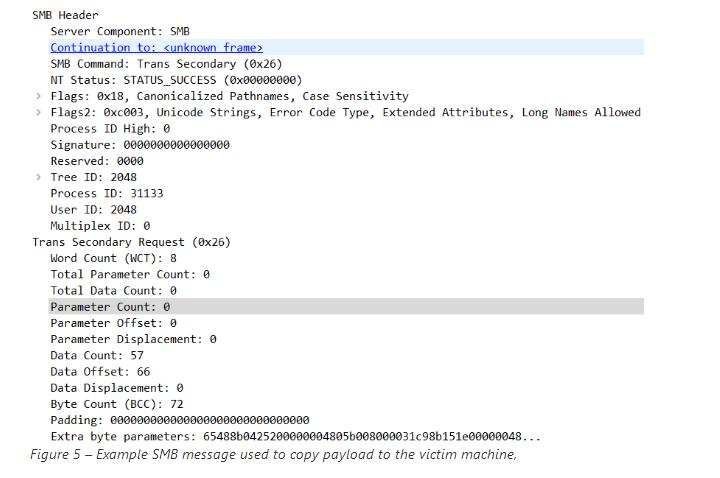 SMB Header
Server Component: SMB
Continuation to: <unknown frame>
SMB Command: Trans Secondary (0x26)
NT Status: STATUS_SUCCESS (0x00000000)
> Flags: 0x18, Canonicalized Pathnames, Case Sensitivity
> Flags2: 0xc003, Unicode Strings, Error Code Type, Extended Attributes, Long Names Allowed
Process ID High: 0
Signature: 0000000000000000
Reserved: 0000
> Tree ID: 2048
Process ID: 31133
User ID: 2048
Multiplex ID: 0
Trans Secondary Request (0x26)
Word Count (WCT): 8
Total Parameter Count: 0
Total Data Count: 0
Parameter Count: 0
Parameter Offset: 0
Parameter Displacement: 0
Data Count: 57
Data Offset: 66
Data Displacement: 0
Byte Count (BCC): 72
Padding: 000000000000000000000000000000
Extra byte parameters: 65488b0425200000004805b008000031c98b151e00000048...
Figure 5 – Example SMB message used to copy payload to the victim machine,